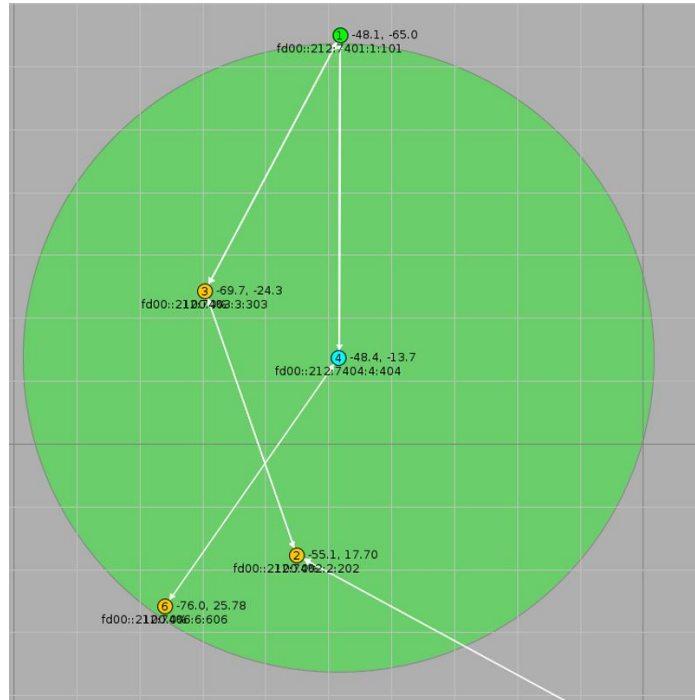 1 -48.1, -65.0
fd00::212:7401:1:101
3 -69.7, -24.3
4 -48.4, -13.7
fd00::212:7404:4:404
2 -55.1, 17.70
6 -76.0, 25.78